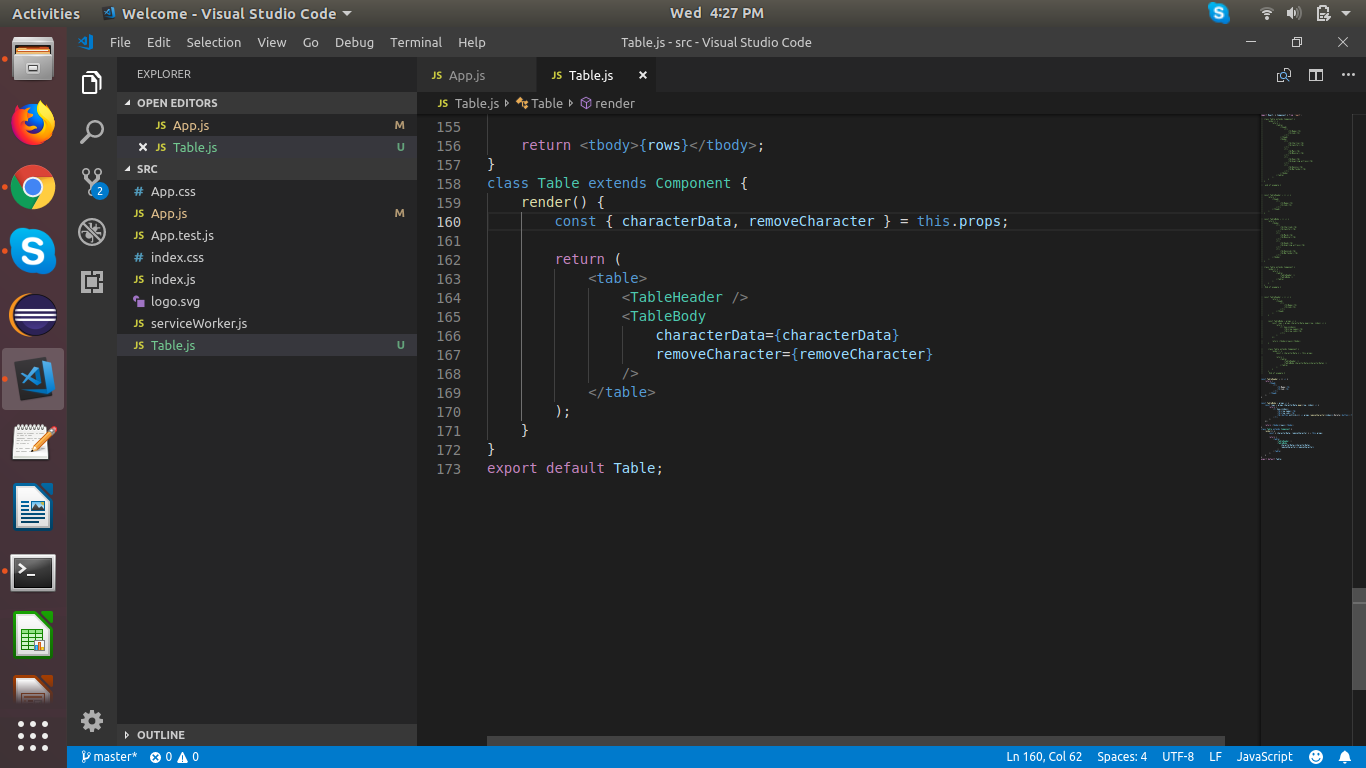 Activities Welcome - Visual Studio Code Wed 4:27 PM
File Edit Selection View Go Debug Terminal Help Table.js - src - Visual Studio Code
EXPLORER
OPEN EDITORS
JS App.js M
JS Table.js U
SRC
# App.css
JS App.js M
JS App.test.js
# index.css
JS index.js
logo.svg
JS serviceWorker.js
JS Table.js U
OUTLINE
2
JS App.js JS Table.js
JS Table.js Table render
155
156 return <tbody>{rows}</tbody>;
157 }
158 class Table extends Component {
159 render() {
160 const { characterData, removeCharacter } = this.props;
161
162 return (
163 <table>
164 <TableHeader />
165 <TableBody
166 characterData={characterData}
167 removeCharacter={removeCharacter}
168 />
169 </table>
170 );
171 }
172 }
173 export default Table;
master* 0 0 Ln 160, Col 62 Spaces: 4 UTF-8 LF JavaScript